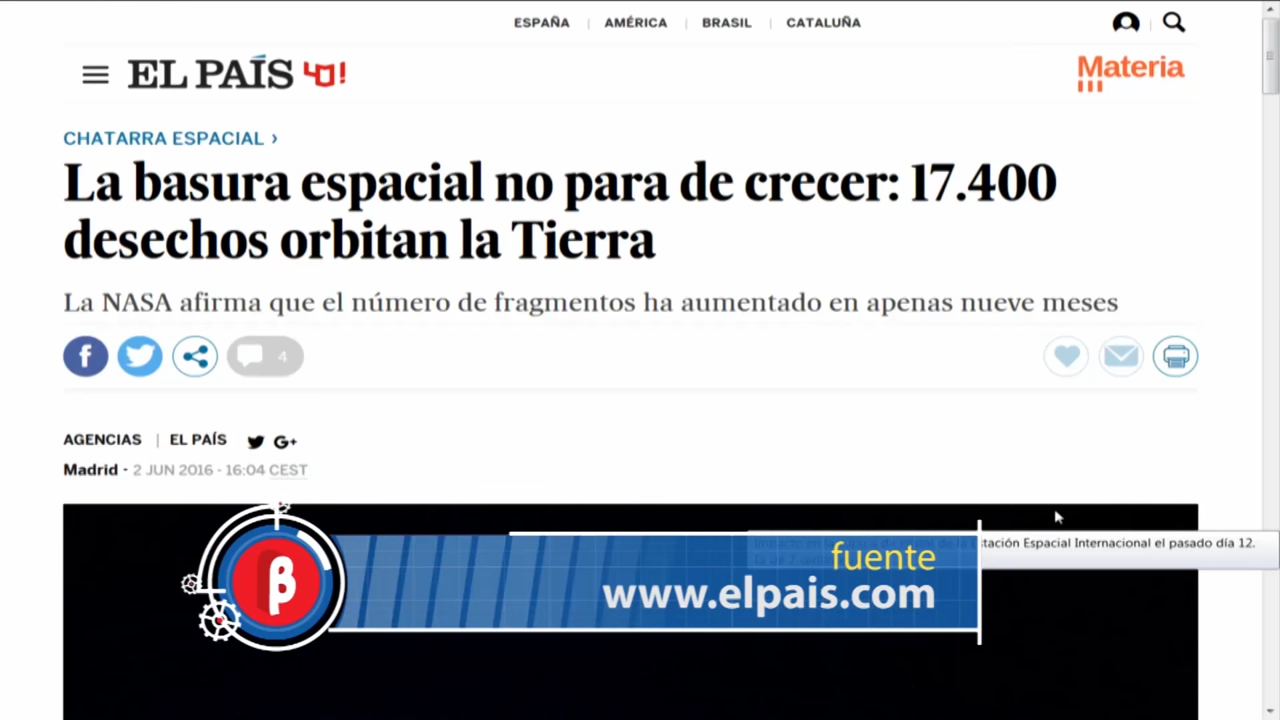 ESPAÑA AMÉRICA BRASIL CATALUÑA
EL PAÍS 40!
Materia
CHATARRA ESPACIAL ›
La basura espacial no para de crecer: 17.400
desechos orbitan la Tierra
La NASA afirma que el número de fragmentos ha aumentado en apenas nueve meses
4
AGENCIAS | EL PAÍS
Madrid - 2 JUN 2016 - 16:04 CEST
de la Estación Espacial Internacional el pasado día 12.
fuente
www.elpais.com
β